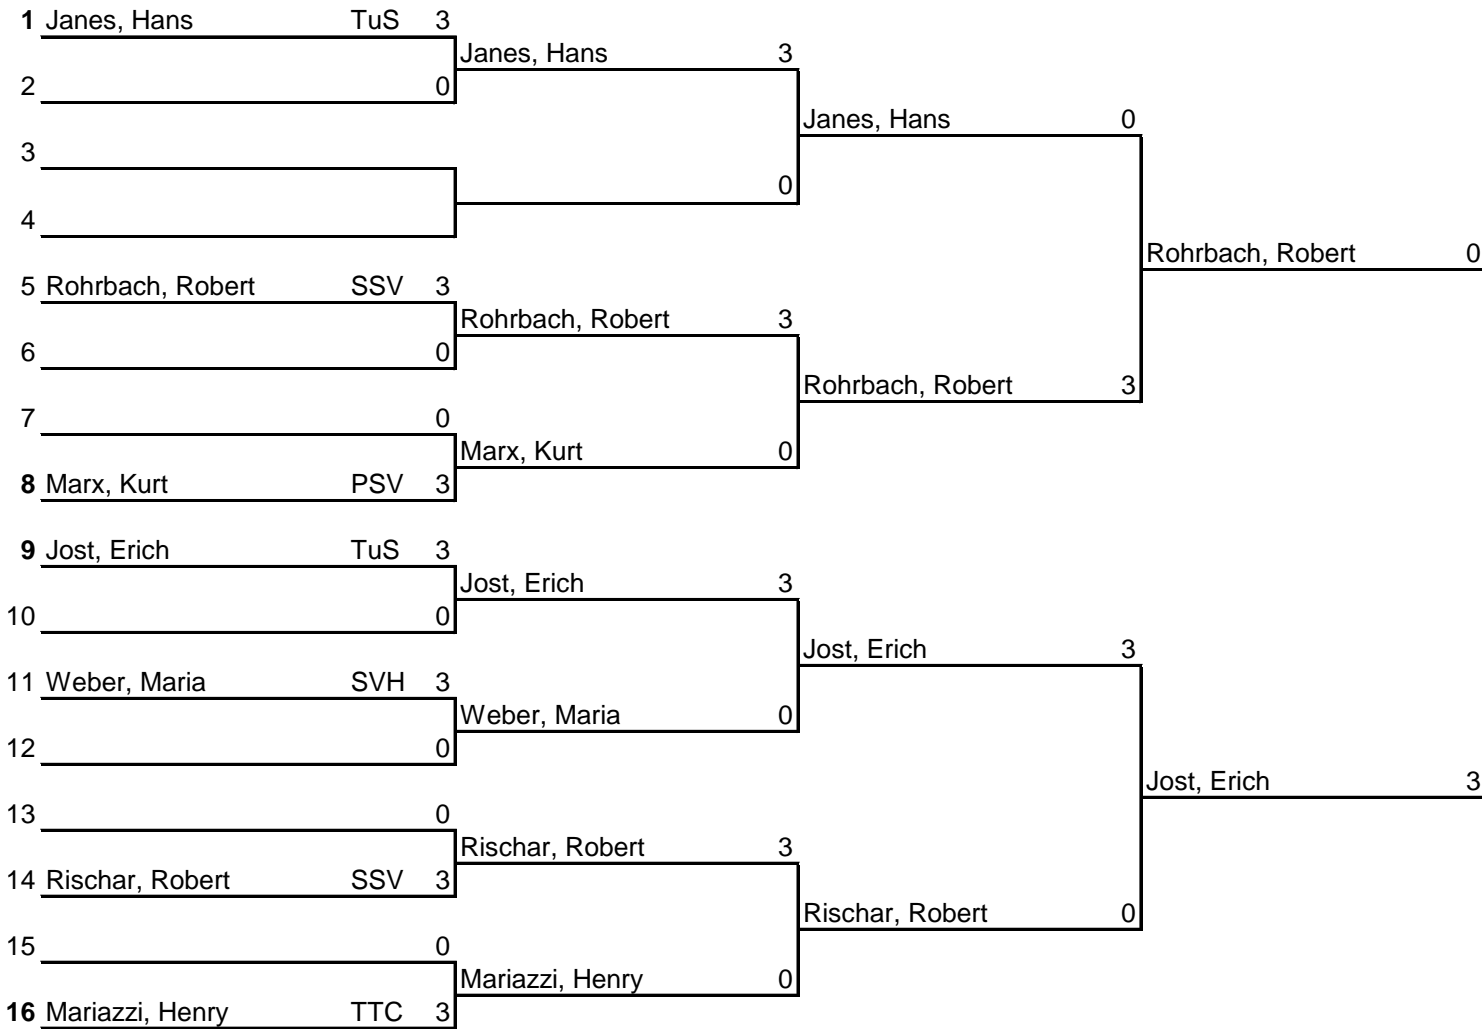 1 Janes, Hans TuS 3
Janes, Hans 3
2 0
Janes, Hans 0
3
0
4
Rohrbach, Robert 0
5 Rohrbach, Robert SSV 3
Rohrbach, Robert 3
6 0
Rohrbach, Robert 3
7 0
Marx, Kurt 0
8 Marx, Kurt PSV 3
9 Jost, Erich TuS 3
Jost, Erich 3
10 0
Jost, Erich 3
11 Weber, Maria SVH 3
Weber, Maria 0
12 0
Jost, Erich 3
13 0
Rischar, Robert 3
14 Rischar, Robert SSV 3
Rischar, Robert 0
15 0
Mariazzi, Henry 0
16 Mariazzi, Henry TTC 3